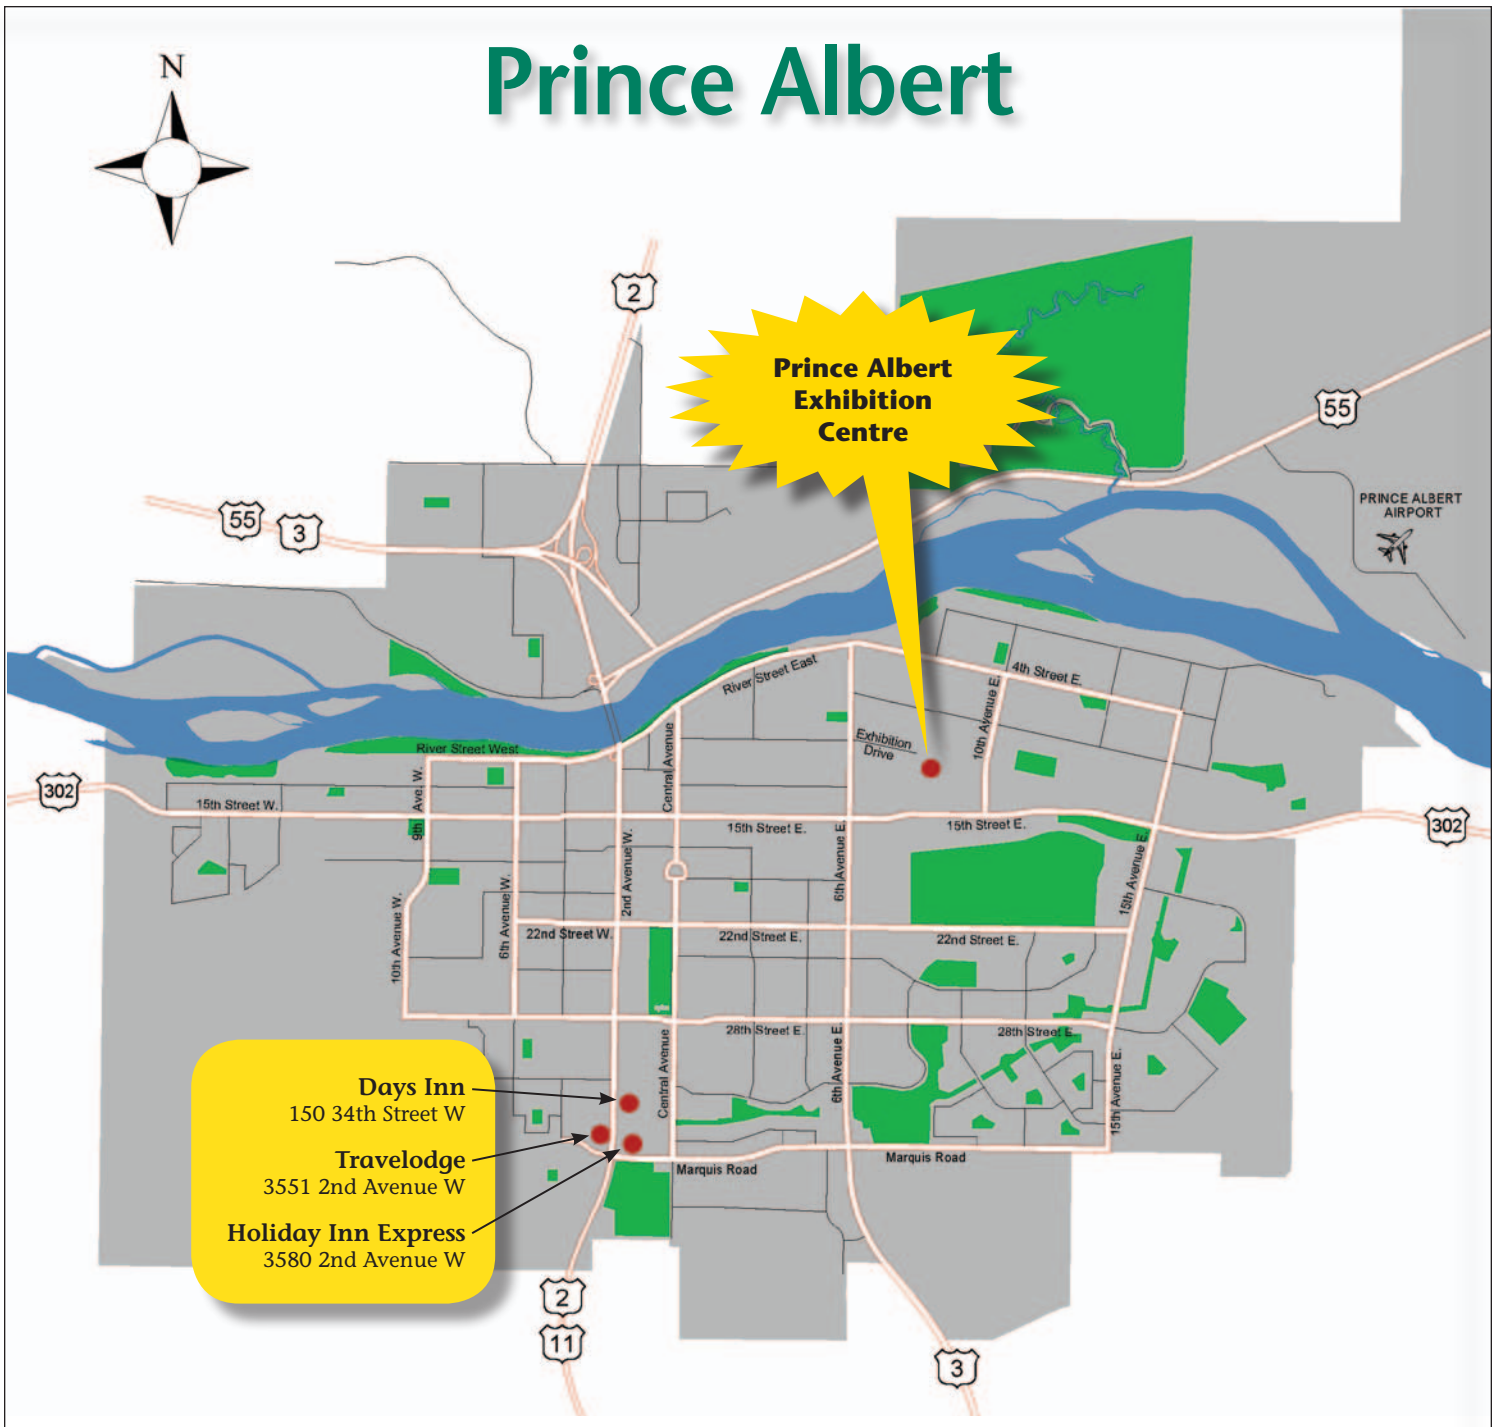 Prince Albert
N
2
Prince Albert
Exhibition
Centre
55
55
3
PRINCE ALBERT
AIRPORT
River Street East
4th Street E.
10th Avenue E.
Exhibition
Drive
River Street West
Central Avenue
9th Ave. W.
302
15th Street W.
15th Street E.
15th Street E.
302
2nd Avenue W.
6th Avenue E.
15th Avenue E.
10th Avenue W.
6th Avenue W.
22nd Street W.
22nd Street E.
22nd Street E.
28th Street E.
28th Street E.
Central Avenue
6th Avenue E.
15th Avenue E.
Days Inn
150 34th Street W
Travelodge
3551 2nd Avenue W
Holiday Inn Express
3580 2nd Avenue W
Marquis Road
Marquis Road
2
11
3